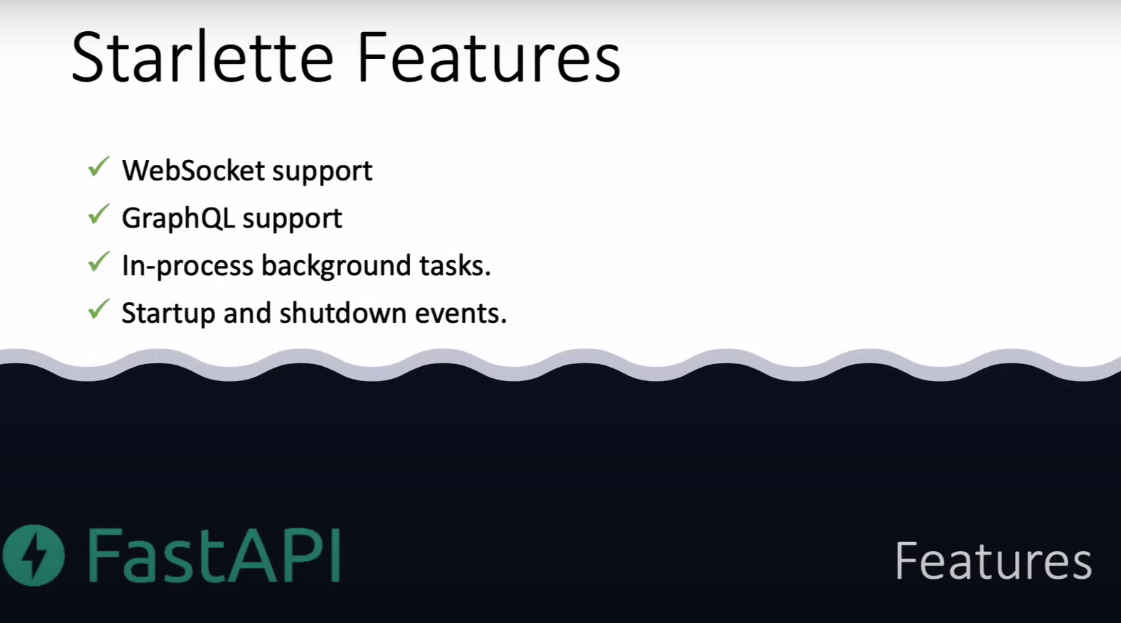 Starlette Features
WebSocket support
GraphQL support
In-process background tasks.
Startup and shutdown events.
FastAPI
Features